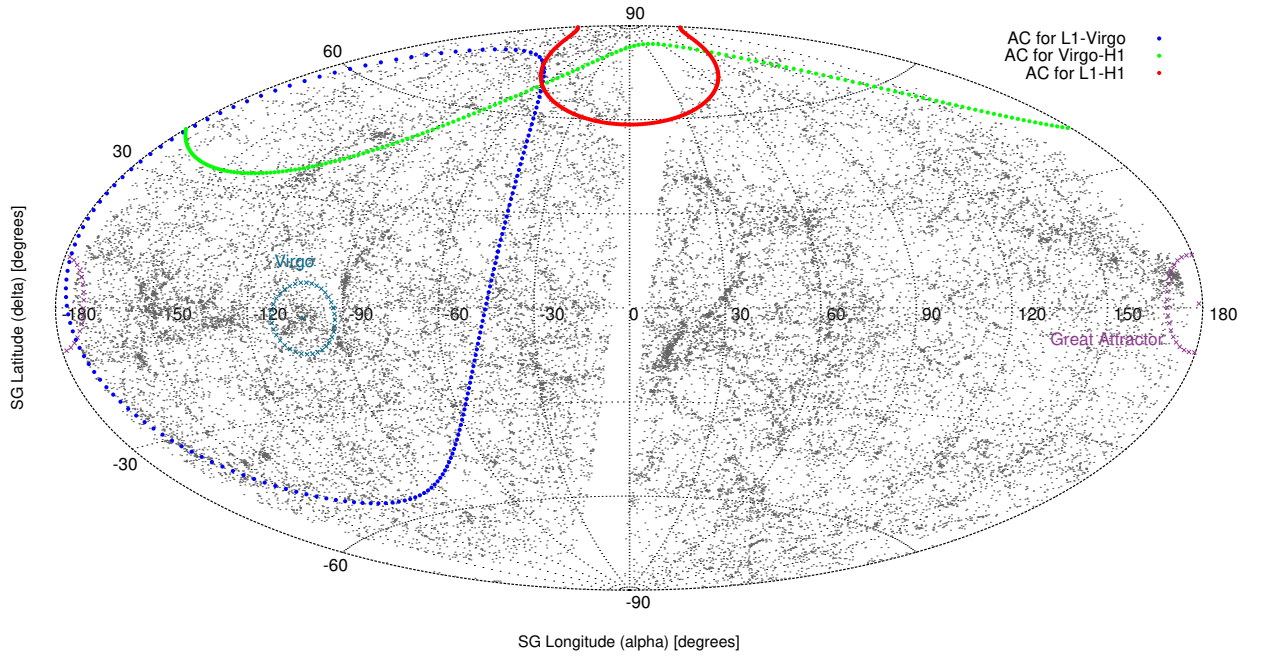 90
AC for L1-Virgo
AC for Virgo-H1
AC for L1-H1
60
30
Virgo
-180 -150 -120 -90 60 30 0 30 60 90 120 150 180
Great Attractor
-30
-60
-90
SG Latitude (delta) [degrees]
SG Longitude (alpha) [degrees]